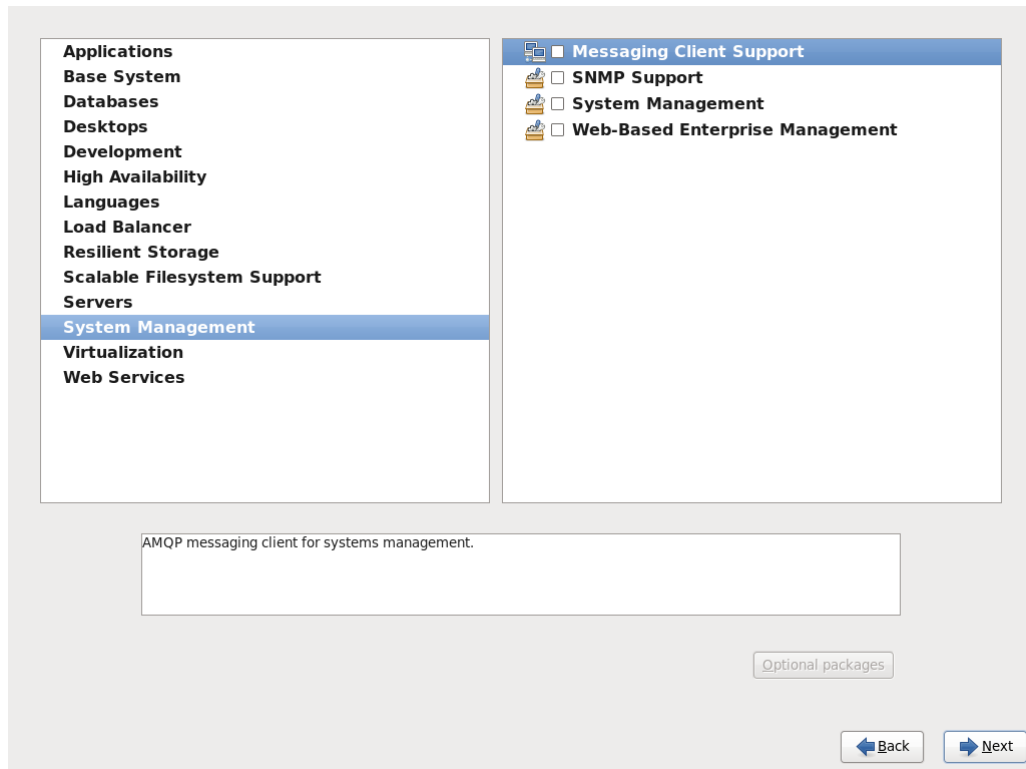 Applications
Base System
Databases
Desktops
Development
High Availability
Languages
Load Balancer
Resilient Storage
Scalable Filesystem Support
Servers
System Management
Virtualization
Web Services
Messaging Client Support
SNMP Support
System Management
Web-Based Enterprise Management
AMQP messaging client for systems management.
Optional packages
Back
Next